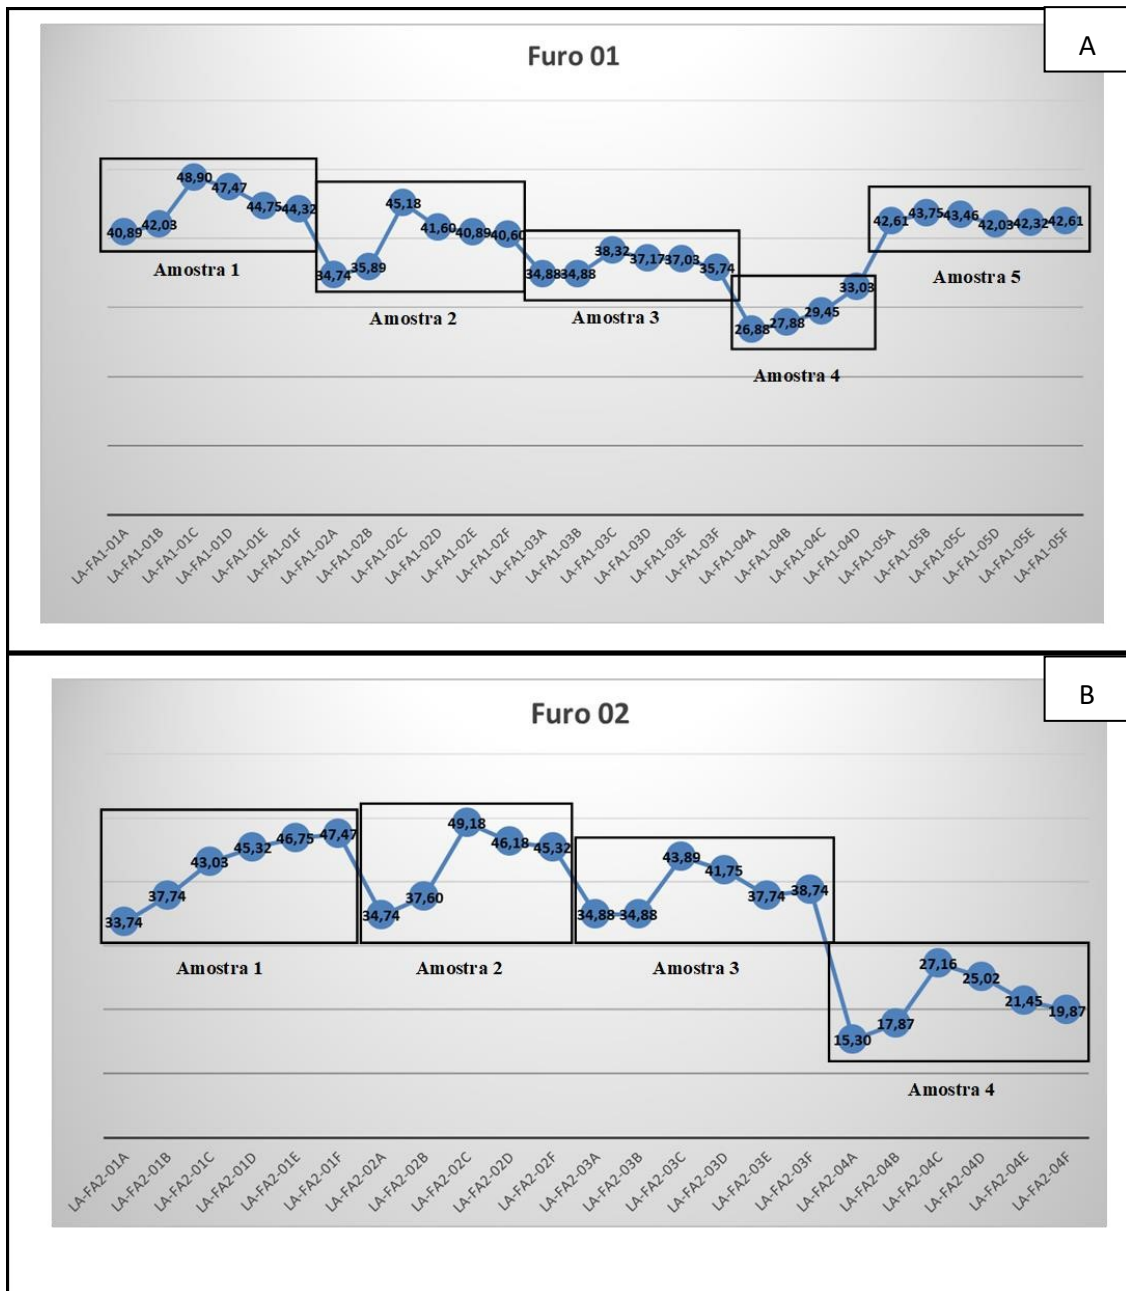 A
Furo 01
40,89 42,03 48,90 47,47 44,75 44,32 34,74 35,89 45,18 41,60 40,89 40,60 34,88 34,88 38,32 37,17 37,03 35,74 26,88 27,88 29,45 33,03 42,61 43,75 43,46 42,03 42,32 42,61
Amostra 1
Amostra 2
Amostra 3
Amostra 4
Amostra 5
LA-FA1-01A
LA-FA1-01B
LA-FA1-01C
LA-FA1-01D
LA-FA1-01E
LA-FA1-01F
LA-FA1-02A
LA-FA1-02B
LA-FA1-02C
LA-FA1-02D
LA-FA1-02E
LA-FA1-02F
LA-FA1-03A
LA-FA1-03B
LA-FA1-03C
LA-FA1-03D
LA-FA1-03E
LA-FA1-03F
LA-FA1-04A
LA-FA1-04B
LA-FA1-04C
LA-FA1-04D
LA-FA1-05A
LA-FA1-05B
LA-FA1-05C
LA-FA1-05D
LA-FA1-05E
LA-FA1-05F
B
Furo 02
33,74 37,74 43,03 45,32 46,75 47,47 34,74 37,60 49,18 46,18 45,32 34,88 34,88 43,89 41,75 37,74 38,74 15,30 17,87 27,16 25,02 21,45 19,87
Amostra 1
Amostra 2
Amostra 3
Amostra 4
LA-FA2-01A
LA-FA2-01B
LA-FA2-01C
LA-FA2-01D
LA-FA2-01E
LA-FA2-01F
LA-FA2-02A
LA-FA2-02B
LA-FA2-02C
LA-FA2-02D
LA-FA2-02F
LA-FA2-03A
LA-FA2-03B
LA-FA2-03C
LA-FA2-03D
LA-FA2-03E
LA-FA2-03F
LA-FA2-04A
LA-FA2-04B
LA-FA2-04C
LA-FA2-04D
LA-FA2-04E
LA-FA2-04F